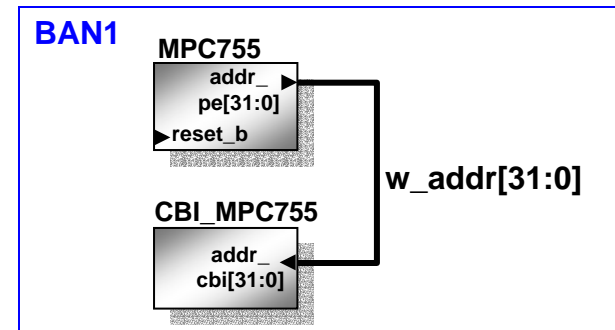 BAN1
MPC755
addr_
pe[31:0]
reset_b
w_addr[31:0]
CBI_MPC755
addr_
cbi[31:0]